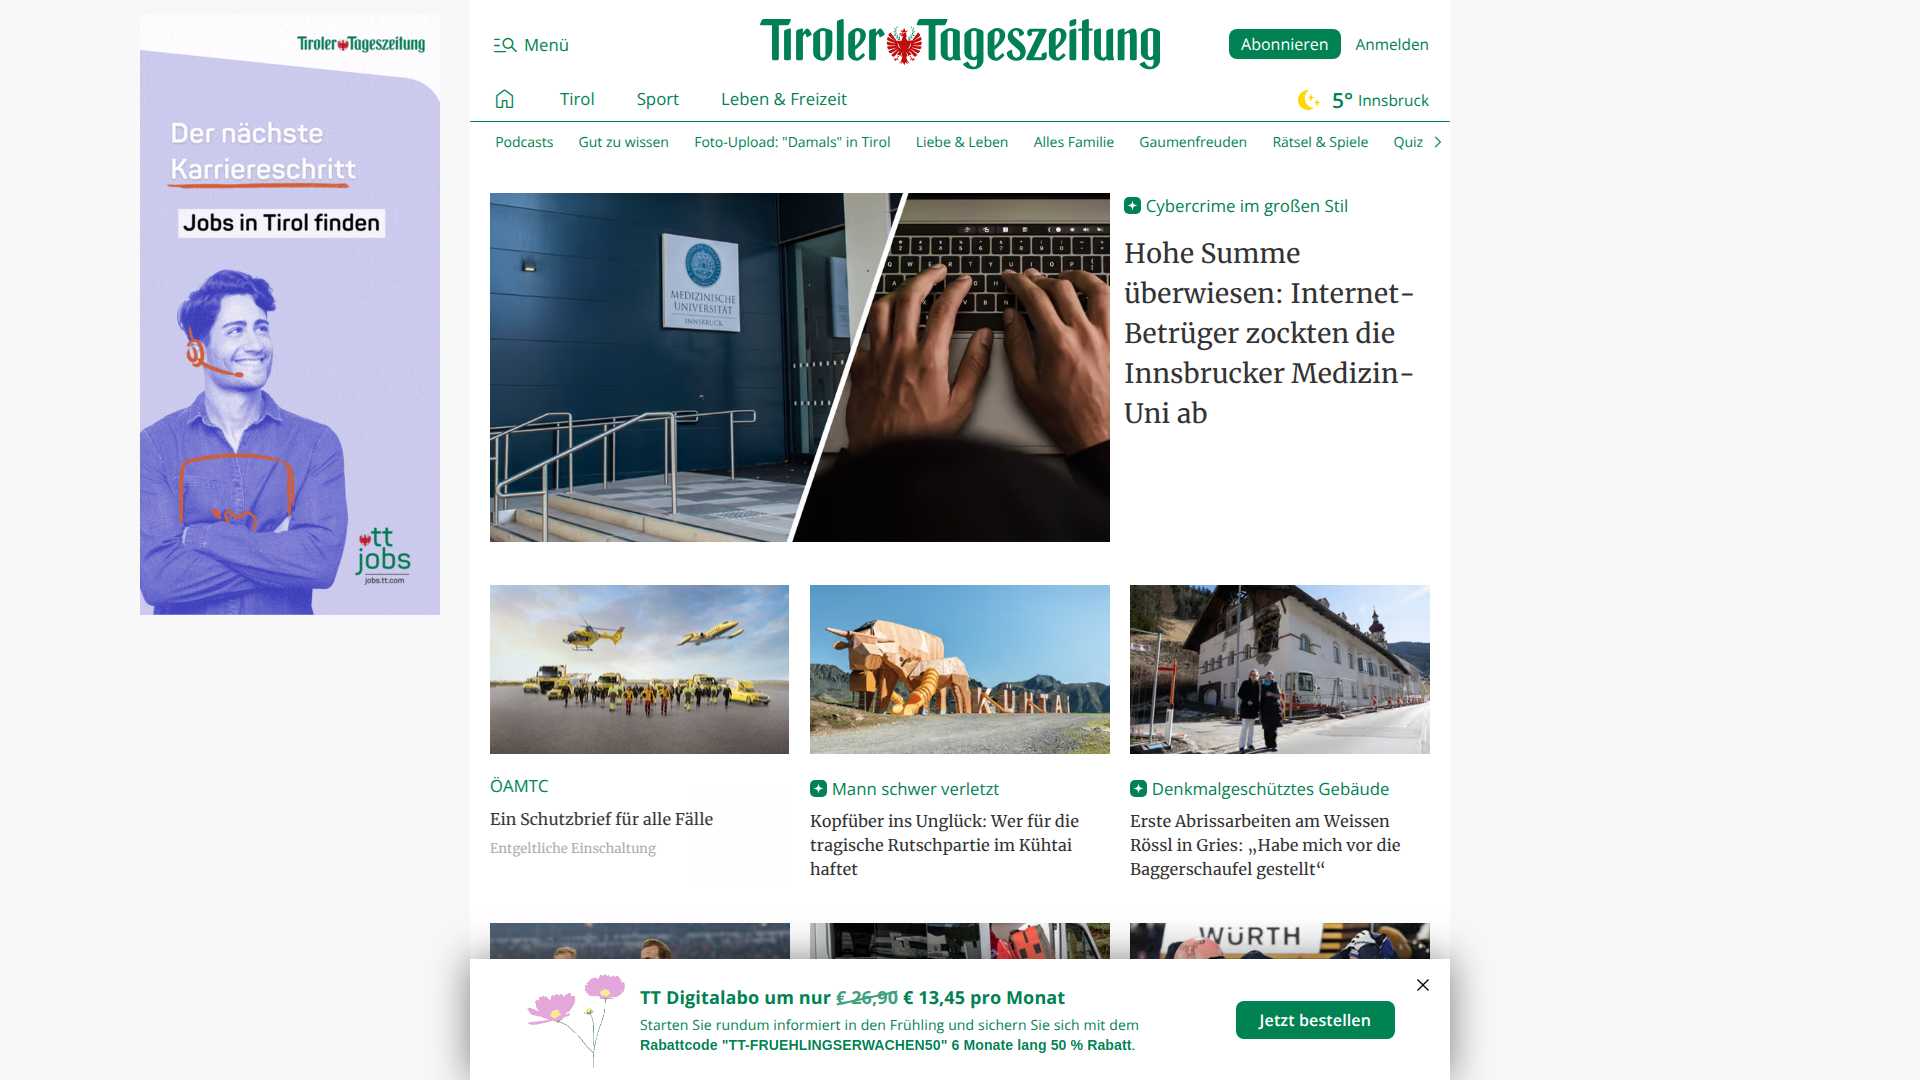 Tiroler Tageszeitung
Der nächste
Karriereschritt
Jobs in Tirol finden
tt
jobs
jobs.tt.com
Menü
Tiroler Tageszeitung
Abonnieren
Anmelden
Tirol
Sport
Leben & Freizeit
5° Innsbruck
Podcasts
Gut zu wissen
Foto-Upload: "Damals" in Tirol
Liebe & Leben
Alles Familie
Gaumenfreuden
Rätsel & Spiele
Quiz
MEDIZINISCHE
UNIVERSITÄT
INNSBRUCK
Cybercrime im großen Stil
Hohe Summe
überwiesen: Internet-
Betrüger zockten die
Innsbrucker Medizin-
Uni ab
KÜHTAI
ÖAMTC
Ein Schutzbrief für alle Fälle
Entgeltliche Einschaltung
Mann schwer verletzt
Kopfüber ins Unglück: Wer für die
tragische Rutschpartie im Kühtai
haftet
Denkmalgeschütztes Gebäude
Erste Abrissarbeiten am Weissen
Rössl in Gries: „Habe mich vor die
Baggerschaufel gestellt“
WÜRTH
TT Digitalabo um nur € 26,90 € 13,45 pro Monat
Starten Sie rundum informiert in den Frühling und sichern Sie sich mit dem
Rabattcode "TT-FRUEHLINGSERWACHEN50" 6 Monate lang 50 % Rabatt.
Jetzt bestellen